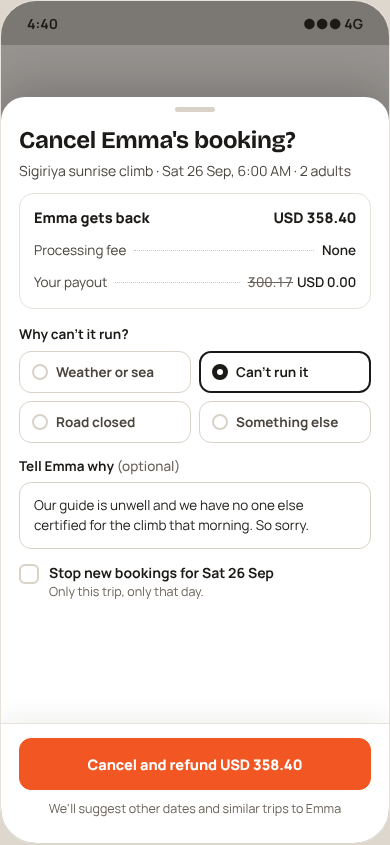 4:40
4G
Cancel Emma's booking?
Sigiriya sunrise climb · Sat 26 Sep, 6:00 AM · 2 adults
Emma gets back USD 358.40
Processing fee None
Your payout 300.17 USD 0.00
Why can't it run?
Weather or sea
Can't run it
Road closed
Something else
Tell Emma why (optional)
Our guide is unwell and we have no one else
certified for the climb that morning. So sorry.
Stop new bookings for Sat 26 Sep
Only this trip, only that day.
Cancel and refund USD 358.40
We'll suggest other dates and similar trips to Emma